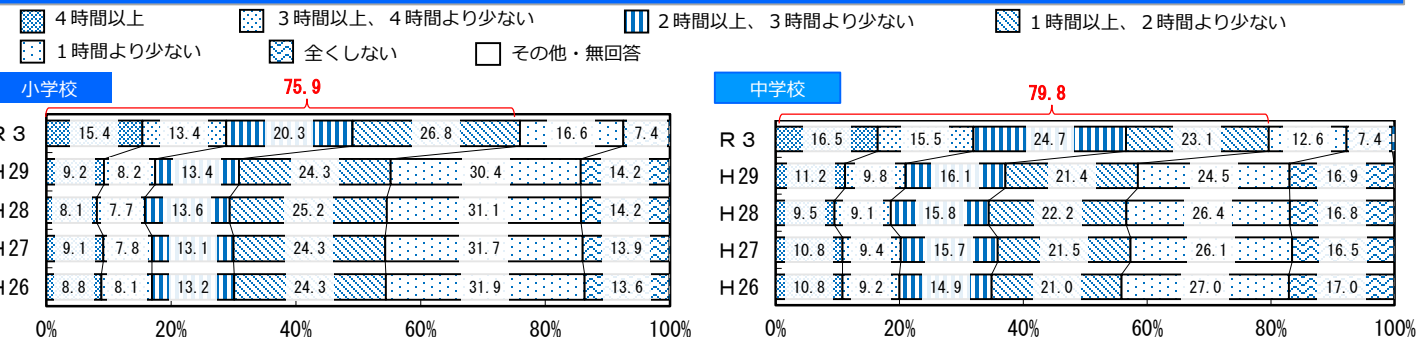 4時間以上 3時間以上、4時間より少ない 2時間以上、3時間より少ない 1時間以上、2時間より少ない
1時間より少ない 全くしない その他・無回答
小学校
75.9
R3 15.4 13.4 20.3 26.8 16.6 7.4
H29 9.2 8.2 13.4 24.3 30.4 14.2
H28 8.1 7.7 13.6 25.2 31.1 14.2
H27 9.1 7.8 13.1 24.3 31.7 13.9
H26 8.8 8.1 13.2 24.3 31.9 13.6
0% 20% 40% 60% 80% 100%
中学校
79.8
R3 16.5 15.5 24.7 23.1 12.6 7.4
H29 11.2 9.8 16.1 21.4 24.5 16.9
H28 9.5 9.1 15.8 22.2 26.4 16.8
H27 10.8 9.4 15.7 21.5 26.1 16.5
H26 10.8 9.2 14.9 21.0 27.0 17.0
0% 20% 40% 60% 80% 100%